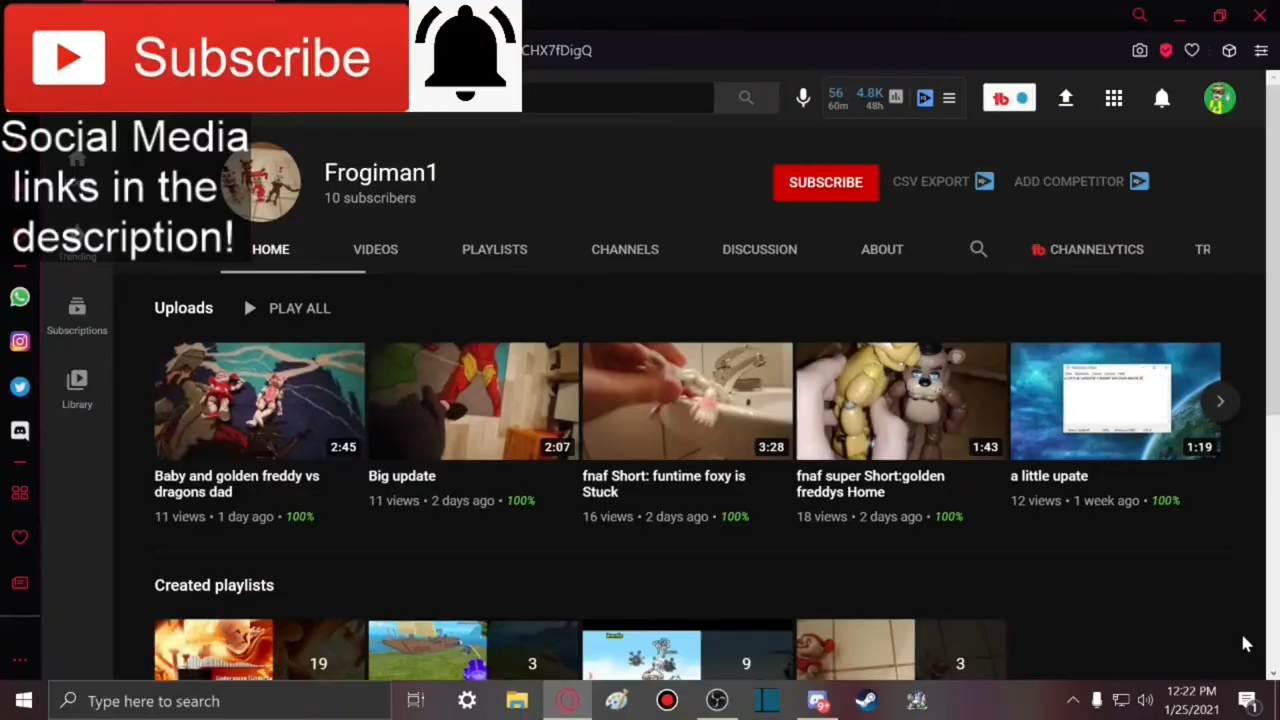 Subscribe
CHX7fDigQ
Social Media
links in the
description!
56
60m
4.8K
48h
Frogiman1
10 subscribers
SUBSCRIBE
CSV EXPORT
ADD COMPETITOR
HOME
VIDEOS
PLAYLISTS
CHANNELS
DISCUSSION
ABOUT
CHANNELYTICS
TR
Trending
Subscriptions
Library
Uploads
PLAY ALL
2:45
2:07
3:28
1:43
1:19
Baby and golden freddy vs
dragons dad
11 views • 1 day ago • 100%
Big update
11 views • 2 days ago • 100%
fnaf Short: funtime foxy is
Stuck
16 views • 2 days ago • 100%
fnaf super Short:golden
freddys Home
18 views • 2 days ago • 100%
a little upate
12 views • 1 week ago • 100%
Created playlists
19
3
9
3
Type here to search
9+
12:22 PM
1/25/2021
1